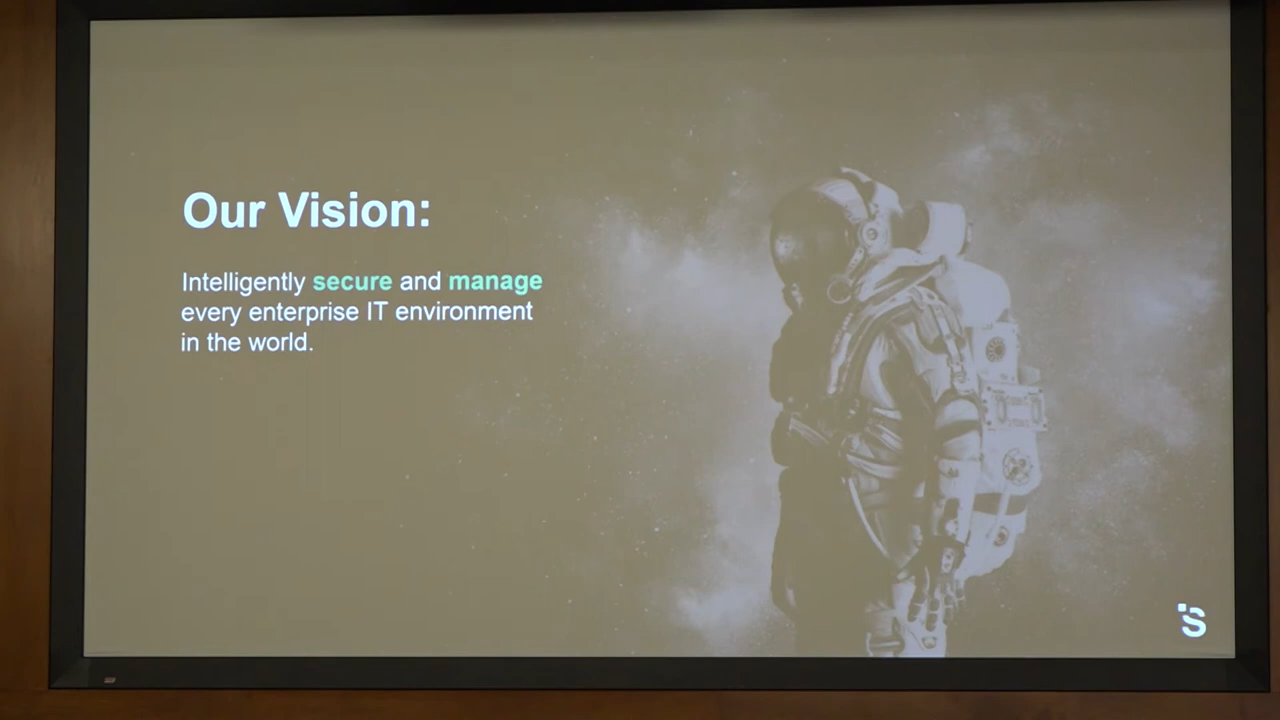 Our Vision:
Intelligently secure and manage
every enterprise IT environment
in the world.
S